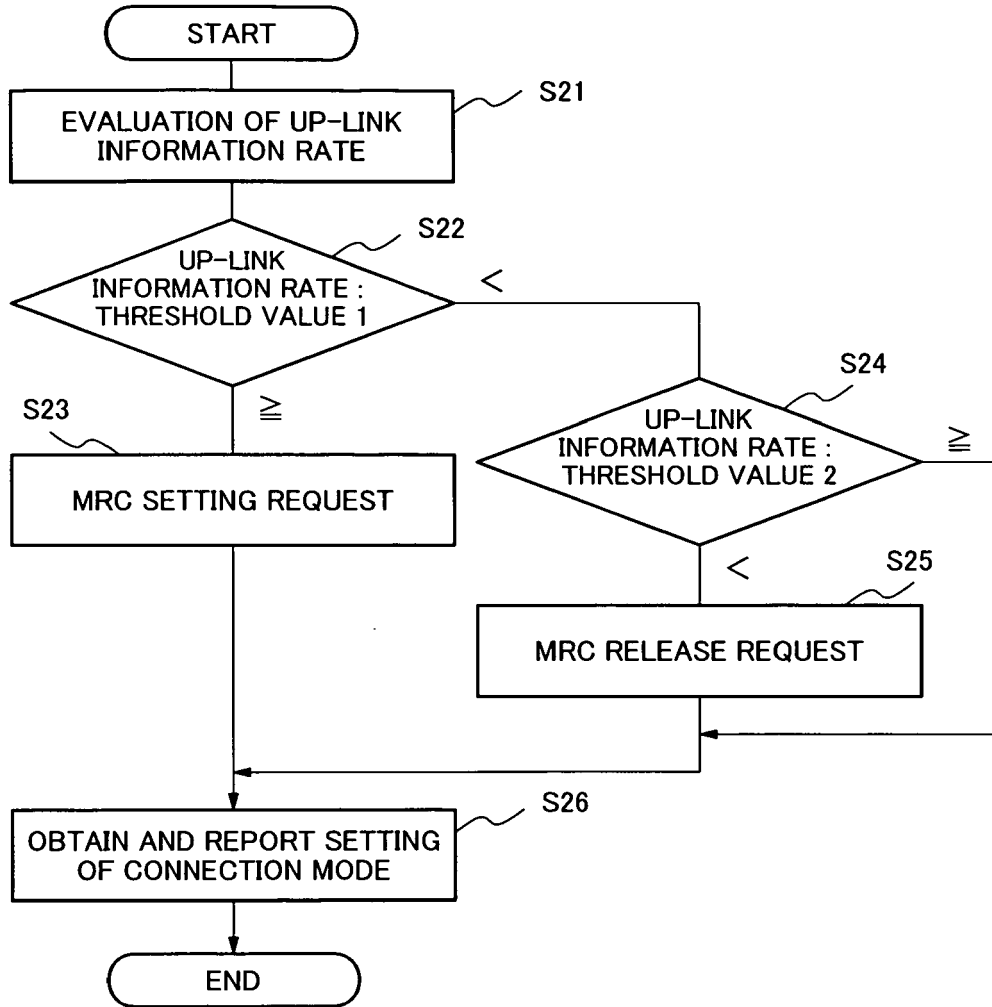 START
S21
EVALUATION OF UP-LINK
INFORMATION RATE
S22
UP-LINK
INFORMATION RATE :
THRESHOLD VALUE 1
<
≧
S23
MRC SETTING REQUEST
S24
UP-LINK
INFORMATION RATE :
THRESHOLD VALUE 2
≧
<
S25
MRC RELEASE REQUEST
S26
OBTAIN AND REPORT SETTING
OF CONNECTION MODE
END